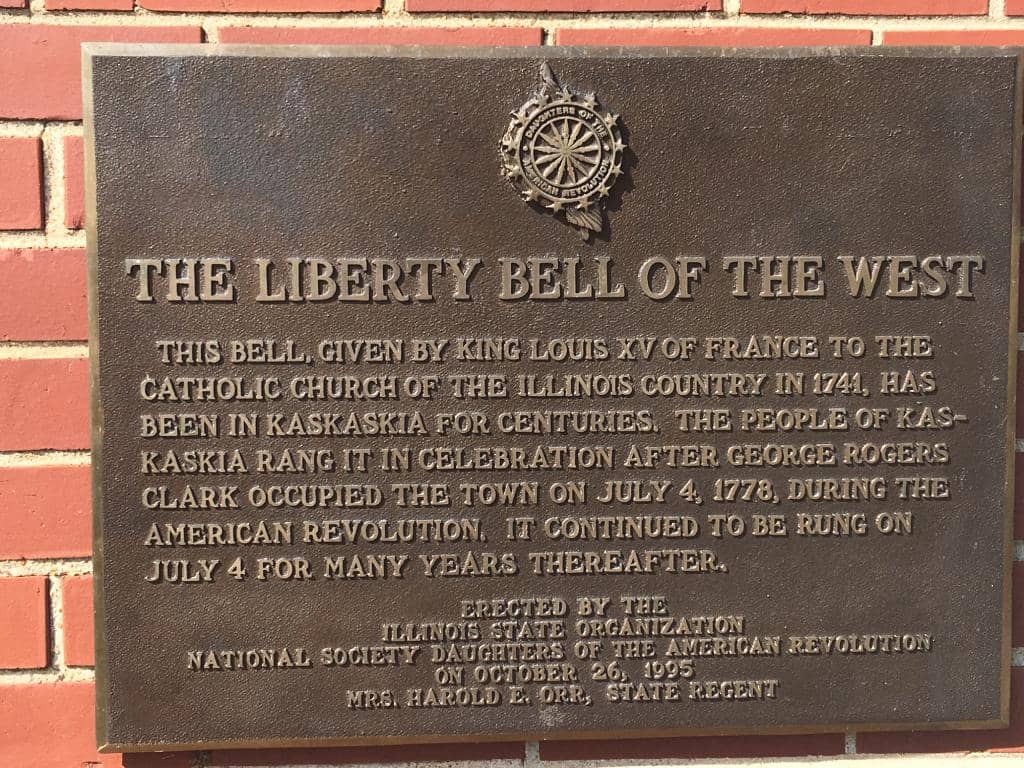 DAUGHTERS OF THE
AMERICAN REVOLUTION
THE LIBERTY BELL OF THE WEST
THIS BELL, GIVEN BY KING LOUIS XV OF FRANCE TO THE
CATHOLIC CHURCH OF THE ILLINOIS COUNTRY IN 1741, HAS
BEEN IN KASKASKIA FOR CENTURIES. THE PEOPLE OF KAS-
KASKIA RANG IT IN CELEBRATION AFTER GEORGE ROGERS
CLARK OCCUPIED THE TOWN ON JULY 4, 1778, DURING THE
AMERICAN REVOLUTION. IT CONTINUED TO BE RUNG ON
JULY 4 FOR MANY YEARS THEREAFTER.
ERECTED BY THE
ILLINOIS STATE ORGANIZATION
NATIONAL SOCIETY DAUGHTERS OF THE AMERICAN REVOLUTION
ON OCTOBER 26, 1995
MRS. HAROLD E. ORR, STATE REGENT